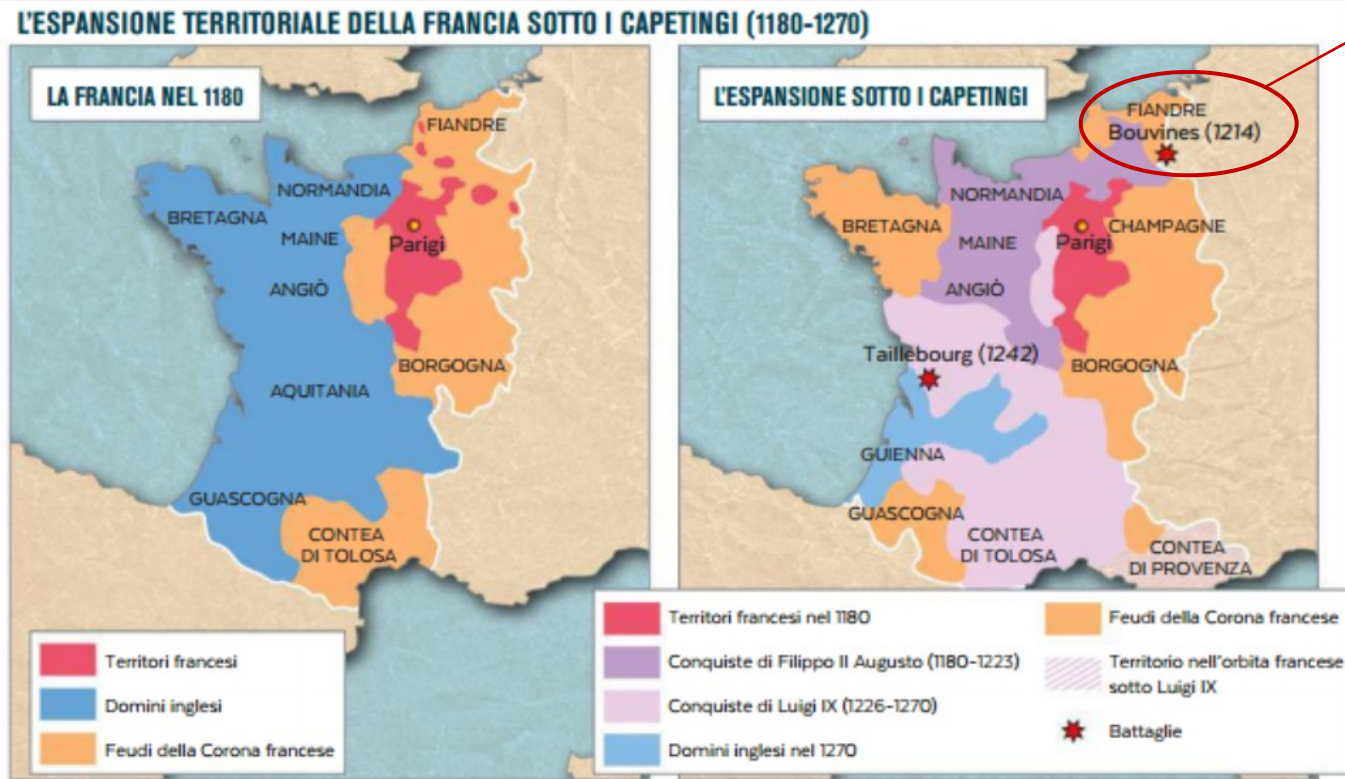 L'ESPANSIONE TERRITORIALE DELLA FRANCIA SOTTO I CAPETINGI (1180-1270)
LA FRANCIA NEL 1180
FIANDRE
NORMANDIA
BRETAGNA
MAINE
Parigi
ANGIÒ
BORGOGNA
AQUITANIA
GUASCOGNA
CONTEA
DI TOLOSA
Territori francesi
Domini inglesi
Feudi della Corona francese
L'ESPANSIONE SOTTO I CAPETINGI
FIANDRE
Bouvines (1214)
NORMANDIA
BRETAGNA
CHAMPAGNE
MAINE
Parigi
ANGIÒ
Taillebourg (1242)
BORGOGNA
GUIENNA
GUASCOGNA
CONTEA
DI TOLOSA
CONTEA
DI PROVENZA
Territori francesi nel 1180
Conquiste di Filippo II Augusto (1180-1223)
Conquiste di Luigi IX (1226-1270)
Domini inglesi nel 1270
Feudi della Corona francese
Territorio nell'orbita francese
sotto Luigi IX
Battaglie